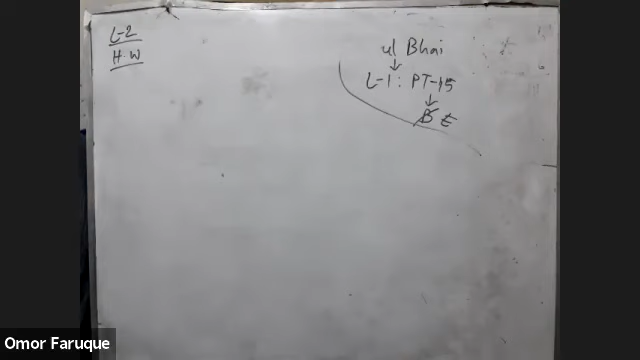 L-2
H.W
ul Bhai
↓
L-1: PT-15
↓
B E
Omor Faruque